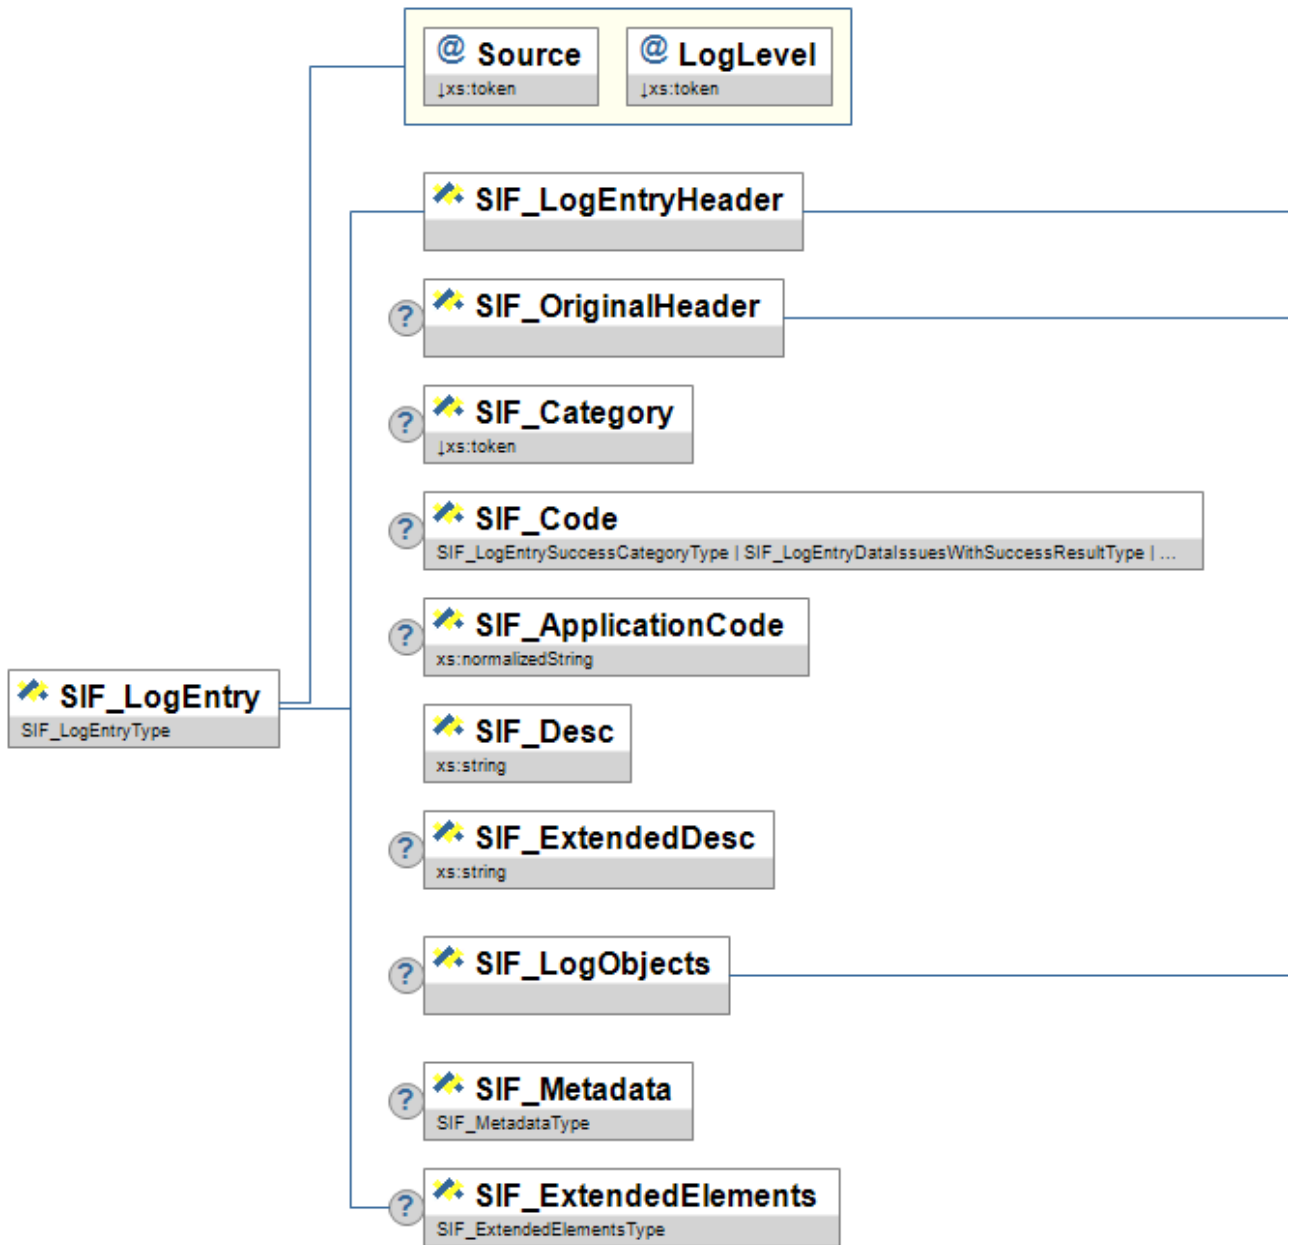 @ Source
↓xs:token
@ LogLevel
↓xs:token
SIF_LogEntryHeader
? SIF_OriginalHeader
? SIF_Category
↓xs:token
? SIF_Code
SIF_LogEntrySuccessCategoryType | SIF_LogEntryDataIssuesWithSuccessResultType | ...
? SIF_ApplicationCode
xs:normalizedString
SIF_LogEntry
SIF_LogEntryType
SIF_Desc
xs:string
? SIF_ExtendedDesc
xs:string
? SIF_LogObjects
? SIF_Metadata
SIF_MetadataType
? SIF_ExtendedElements
SIF_ExtendedElementsType